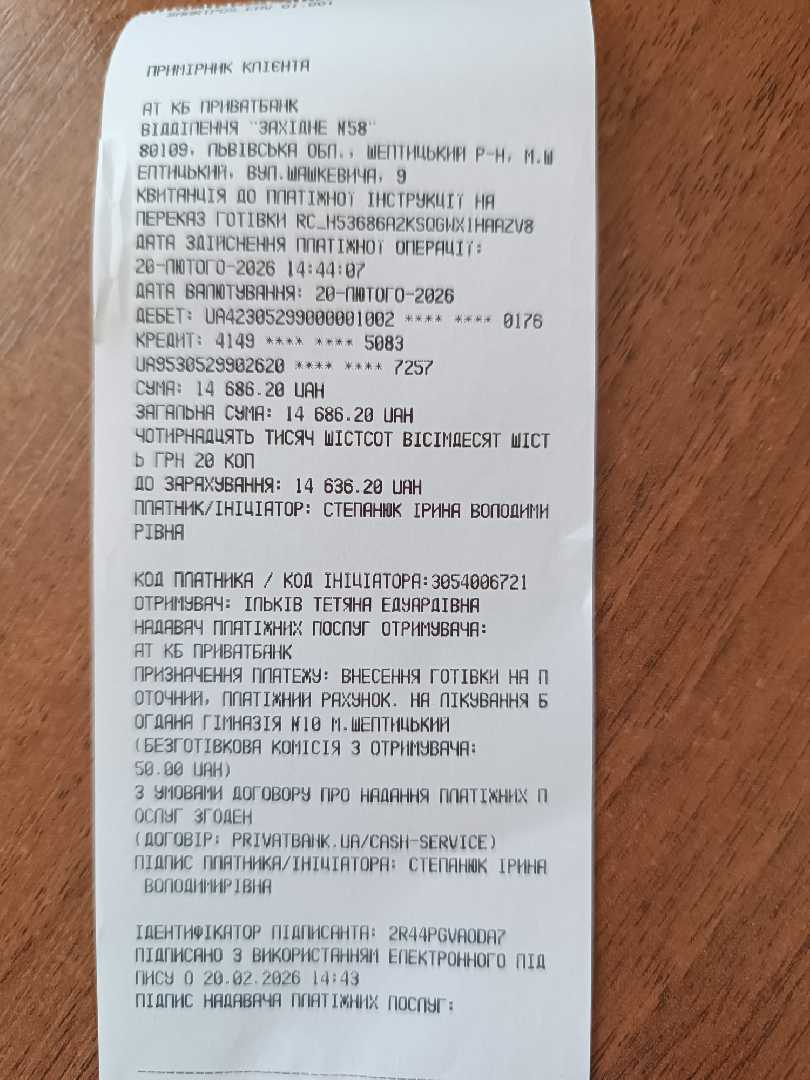 ПРИМІРНИК КЛІЄНТА
АТ КБ ПРИВАТБАНК
ВІДДІЛЕННЯ "ЗАХІДНЕ №58"
80109, ЛЬВІВСЬКА ОБЛ., ШЕПТИЦЬКИЙ Р-Н, М.Ш
ЕПТИЦЬКИЙ, ВУЛ.ШАШКЕВИЧА, 9
КВИТАНЦІЯ ДО ПЛАТІЖНОЇ ІНСТРУКЦІЇ НА
ПЕРЕКАЗ ГОТІВКИ RC_H53686A2KSQGWX1HAAZV8
ДАТА ЗДІЙСНЕННЯ ПЛАТІЖНОЇ ОПЕРАЦІЇ:
20-ЛЮТОГО-2026 14:44:07
ДАТА ВАЛЮТУВАННЯ: 20-ЛЮТОГО-2026
ДЕБЕТ: UA42305299000001002 **** **** 0176
КРЕДИТ: 4149 **** **** 5083
UA9530529902620 **** **** 7257
СУМА: 14 686.20 UAH
ЗАГАЛЬНА СУМА: 14 686.20 UAH
ЧОТИРНАДЦЯТЬ ТИСЯЧ ШІСТСОТ ВІСІМДЕСЯТ ШІСТ
Ь ГРН 20 КОП
ДО ЗАРАХУВАННЯ: 14 636.20 UAH
ПЛАТНИК/ІНІЦІАТОР: СТЕПАНЮК ІРИНА ВОЛОДИМИ
РІВНА
КОД ПЛАТНИКА / КОД ІНІЦІАТОРА:3054006721
ОТРИМУВАЧ: ІЛЬКІВ ТЕТЯНА ЕДУАРДІВНА
НАДАВАЧ ПЛАТІЖНИХ ПОСЛУГ ОТРИМУВАЧА:
АТ КБ ПРИВАТБАНК
ПРИЗНАЧЕННЯ ПЛАТЕЖУ: ВНЕСЕННЯ ГОТІВКИ НА П
ОТОЧНИЙ, ПЛАТІЖНИЙ РАХУНОК. НА ЛІКУВАННЯ Б
ОГДАНА ГІМНАЗІЯ №10 М.ШЕПТИЦЬКИЙ
(БЕЗГОТІВКОВА КОМІСІЯ З ОТРИМУВАЧА:
50.00 UAH)
З УМОВАМИ ДОГОВОРУ ПРО НАДАННЯ ПЛАТІЖНИХ П
ОСЛУГ ЗГОДЕН
(ДОГОВІР: PRIVATBANK.UA/CASH-SERVICE)
ПІДПИС ПЛАТНИКА/ІНІЦІАТОРА: СТЕПАНЮК ІРИНА
ВОЛОДИМИРІВНА
ІДЕНТИФІКАТОР ПІДПИСАНТА: 2R44PGVAODA7
ПІДПИСАНО З ВИКОРИСТАННЯМ ЕЛЕКТРОННОГО ПІД
ПИСУ О 20.02.2026 14:43
ПІДПИС НАДАВАЧА ПЛАТІЖНИХ ПОСЛУГ: